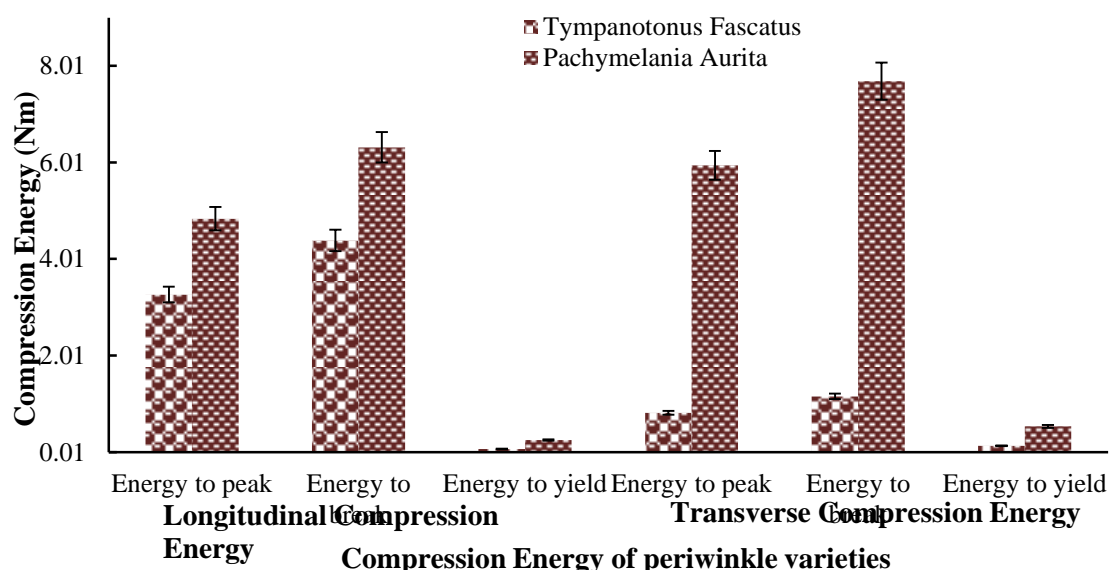 Tympanotonus Fascatus
Pachymelania Aurita
Compression Energy (Nm)
8.01
6.01
4.01
2.01
0.01
Energy to peak
Energy to break
Energy to yield
Energy to peak
Energy to break
Energy to yield
Longitudinal Compression
Energy
Transverse Compression Energy
Compression Energy of periwinkle varieties